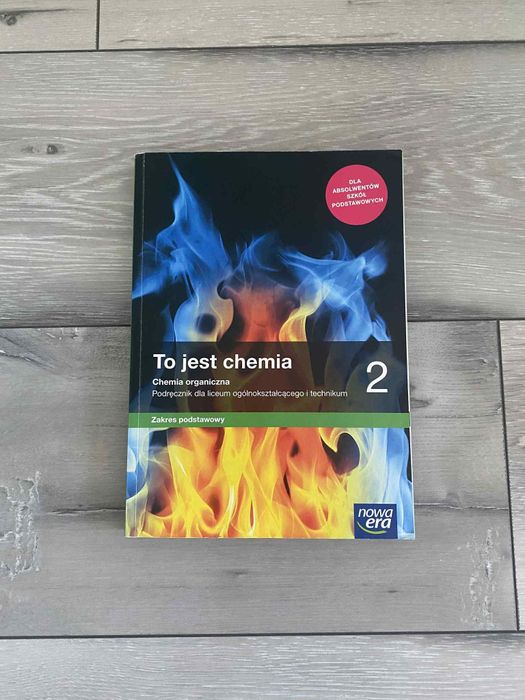 DLA
ABSOLWENTÓW
SZKÓŁ
PODSTAWOWYCH
To jest chemia
2
Chemia organiczna
Podręcznik dla liceum ogólnokształcącego i technikum
Zakres podstawowy
nowa
era